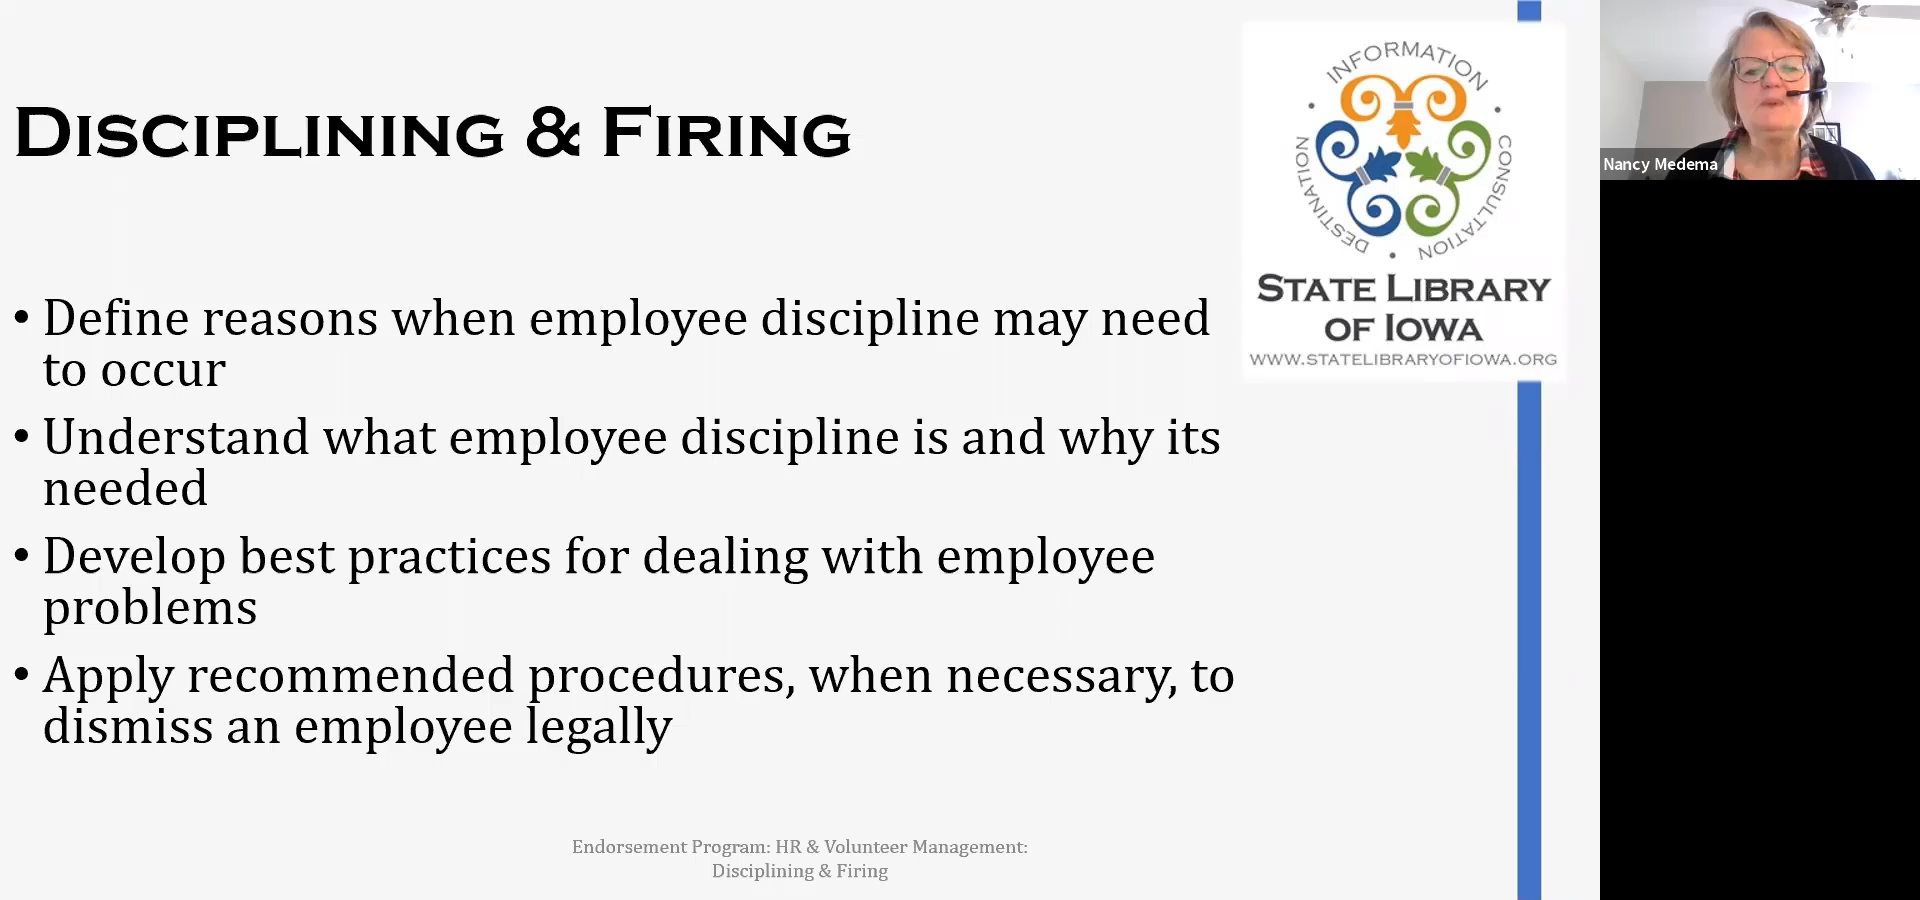 Disciplining & Firing
• Define reasons when employee discipline may need
to occur
• Understand what employee discipline is and why its
needed
• Develop best practices for dealing with employee
problems
• Apply recommended procedures, when necessary, to
dismiss an employee legally
Endorsement Program: HR & Volunteer Management:
Disciplining & Firing
INFORMATION • CONSULTATION • DESTINATION •
State Library
of Iowa
www.statelibraryofiowa.org
Nancy Medema